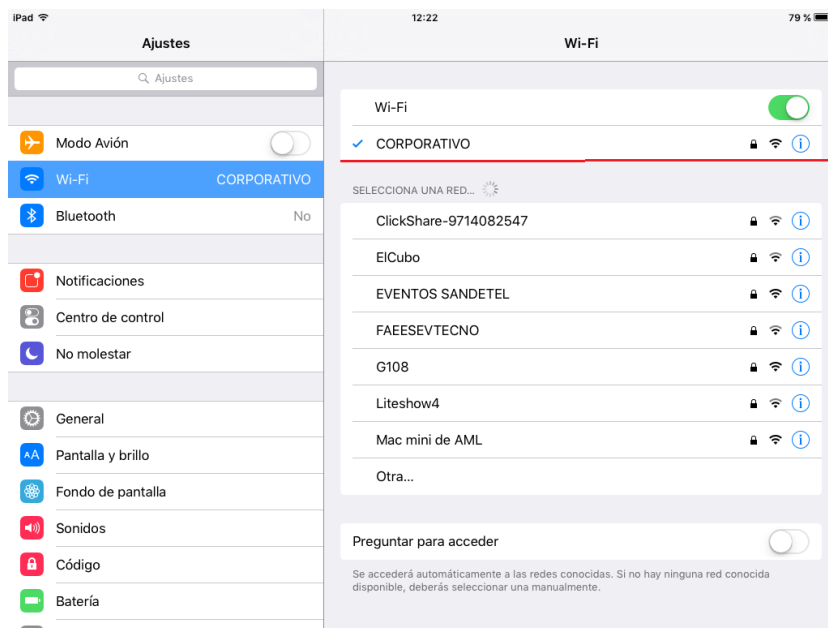 iPad 12:22 79 %
Ajustes
Ajustes
Modo Avión
Wi-Fi CORPORATIVO
Bluetooth No
Notificaciones
Centro de control
No molestar
General
AA Pantalla y brillo
Fondo de pantalla
Sonidos
Código
Batería
Wi-Fi
Wi-Fi
CORPORATIVO
SELECCIONA UNA RED...
ClickShare-9714082547
ElCubo
EVENTOS SANDETEL
FAEESEVTECNO
G108
Liteshow4
Mac mini de AML
Otra...
Preguntar para acceder
Se accederá automáticamente a las redes conocidas. Si no hay ninguna red conocida
disponible, deberás seleccionar una manualmente.